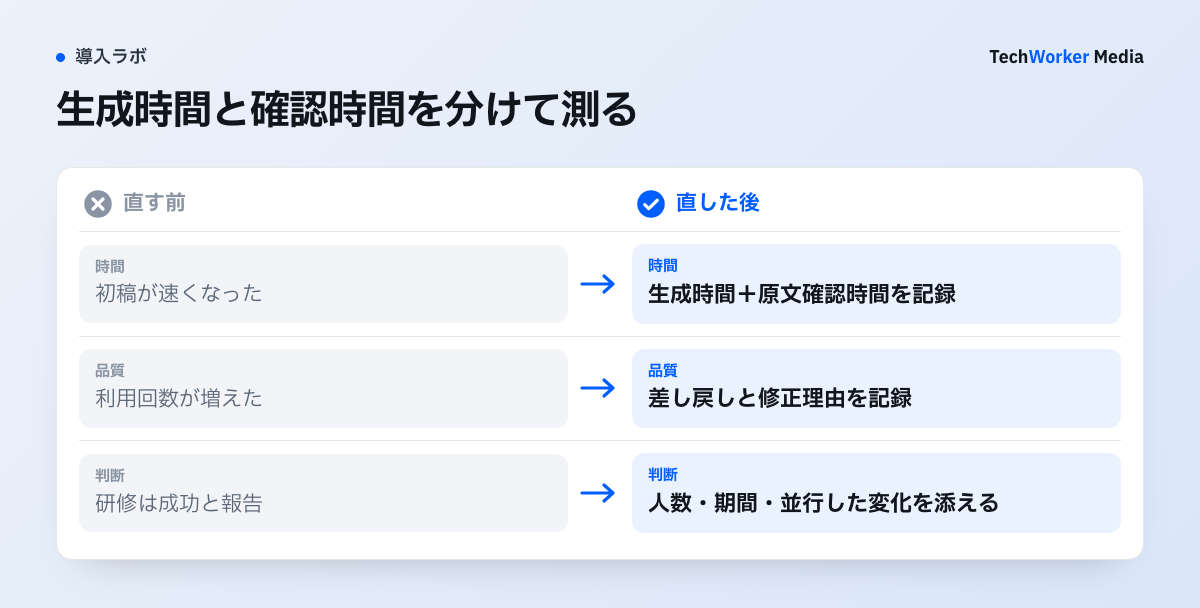 導入ラボ
TechWorker Media
生成時間と確認時間を分けて測る
直す前
直した後
時間
初稿が速くなった
時間
生成時間＋原文確認時間を記録
品質
利用回数が増えた
品質
差し戻しと修正理由を記録
判断
研修は成功と報告
判断
人数・期間・並行した変化を添える